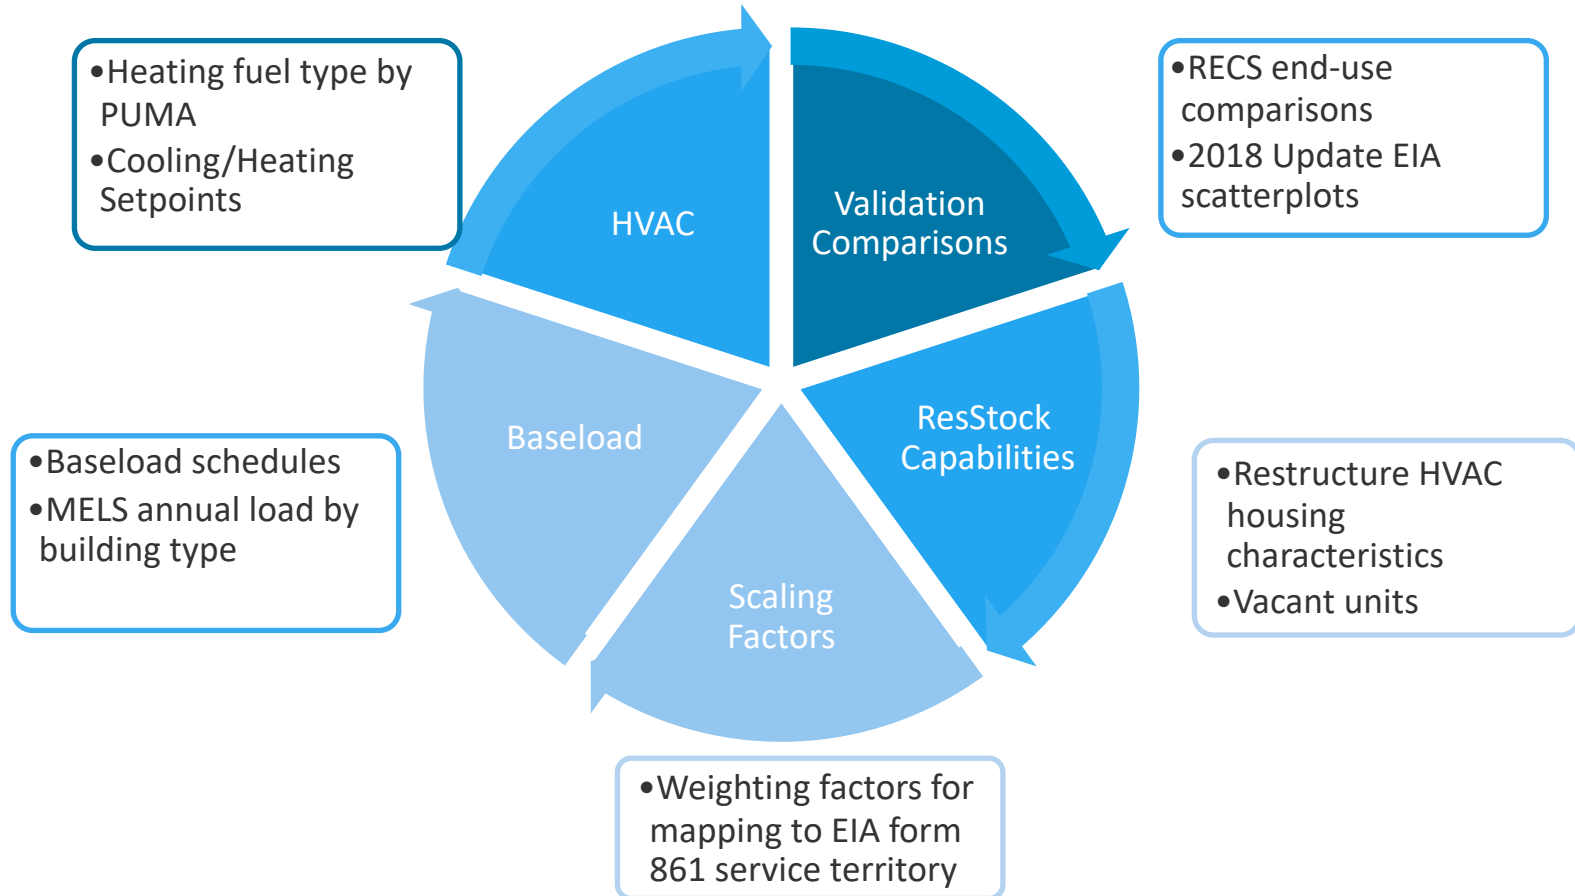 •Heating fuel type by
PUMA
•Cooling/Heating
Setpoints
HVAC
Validation
Comparisons
•RECS end-use
comparisons
•2018 Update EIA
scatterplots
Baseload
•Baseload schedules
•MELS annual load by
building type
ResStock
Capabilities
•Restructure HVAC
housing
characteristics
•Vacant units
Scaling
Factors
•Weighting factors for
mapping to EIA form
861 service territory